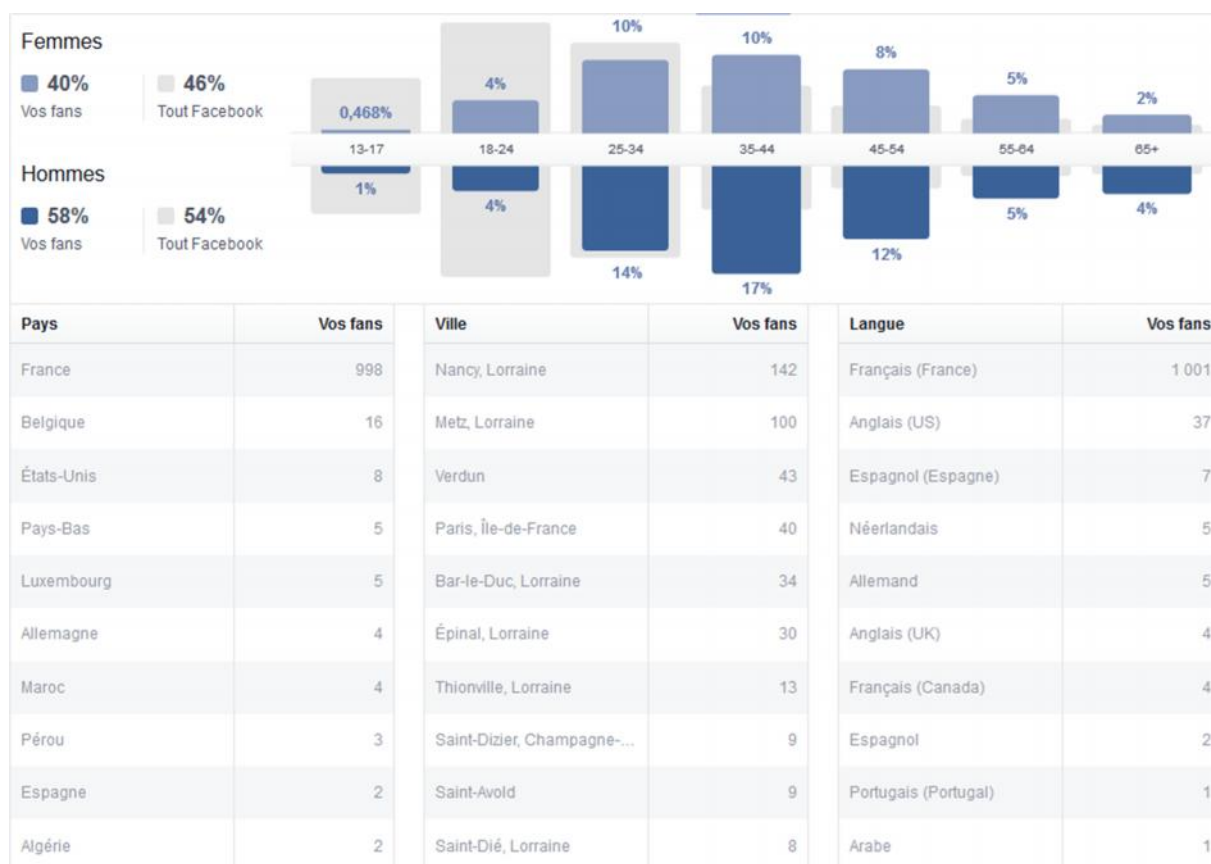 Femmes
40%
Vos fans
46%
Tout Facebook
0,468%
4%
10%
10%
8%
5%
2%
13-17
18-24
25-34
35-44
45-54
55-64
65+
Hommes
58%
Vos fans
54%
Tout Facebook
1%
4%
14%
17%
12%
5%
4%
Pays Vos fans Ville Vos fans Langue Vos fans
France 998 Nancy, Lorraine 142 Français (France) 1 001
Belgique 16 Metz, Lorraine 100 Anglais (US) 37
États-Unis 8 Verdun 43 Espagnol (Espagne) 7
Pays-Bas 5 Paris, Île-de-France 40 Néerlandais 5
Luxembourg 5 Bar-le-Duc, Lorraine 34 Allemand 5
Allemagne 4 Épinal, Lorraine 30 Anglais (UK) 4
Maroc 4 Thionville, Lorraine 13 Français (Canada) 4
Pérou 3 Saint-Dizier, Champagne-... 9 Espagnol 2
Espagne 2 Saint-Avold 9 Portugais (Portugal) 1
Algérie 2 Saint-Dié, Lorraine 8 Arabe 1